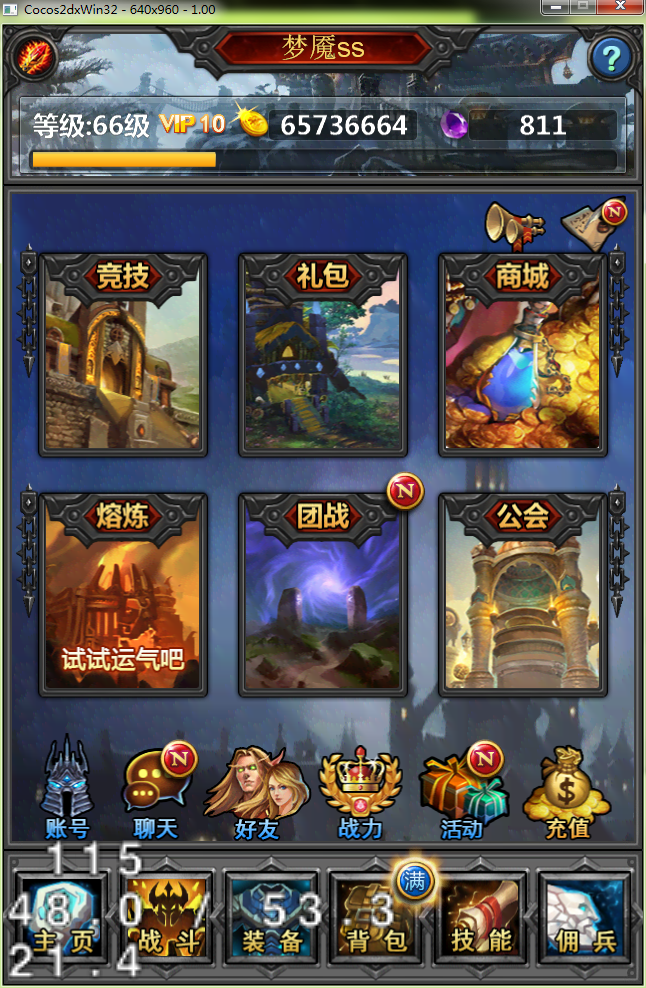 Cocos2dxWin32 - 640x960 - 1.00
梦魇ss
?
等级:66级 VIP 10 65736664 811
N
竞技 礼包 商城
N
熔炼 团战 公会
试试运气吧
N N
$
账号 聊天 好友 战力 活动 充值
115
满
48.0 / 53.3
主页 战斗 装备 背包 技能 佣兵
21.4